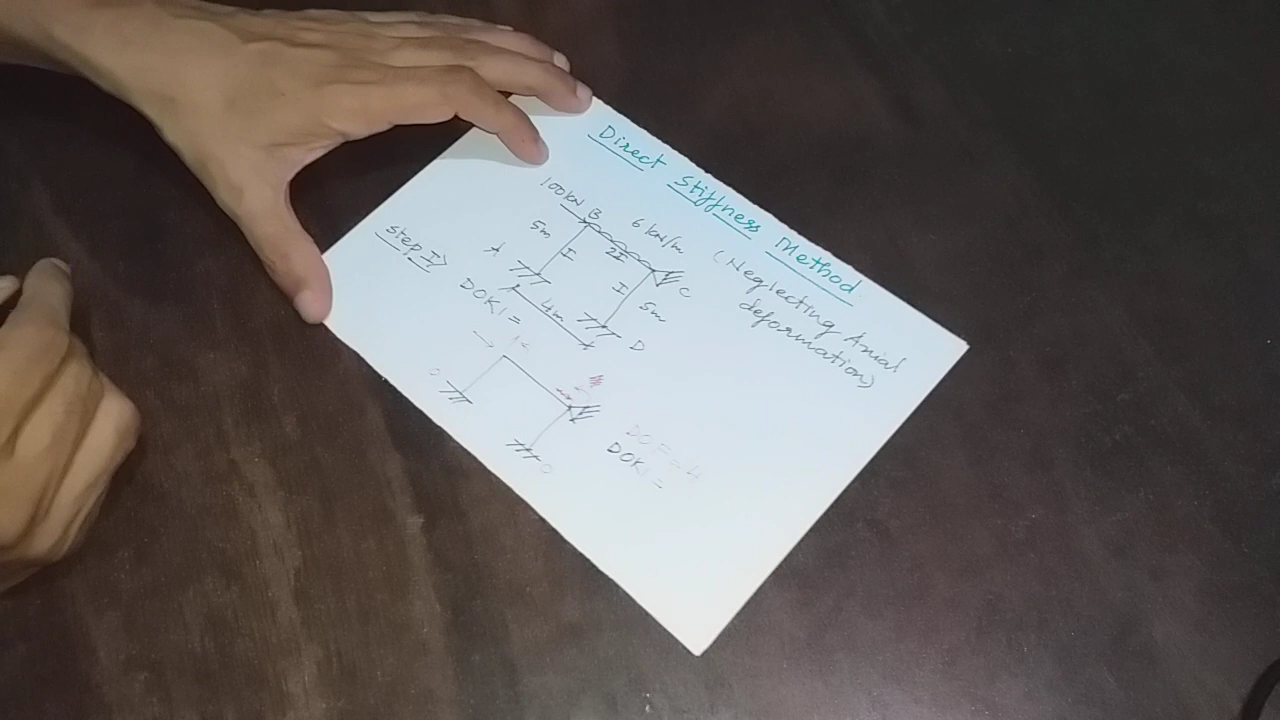 Direct Stiffness Method
(Neglecting Axial
deformation)
100kN B 6 kN/m
5m I 2I
A I C
5m
4m D
Step I>
DOKI =
DOKI =